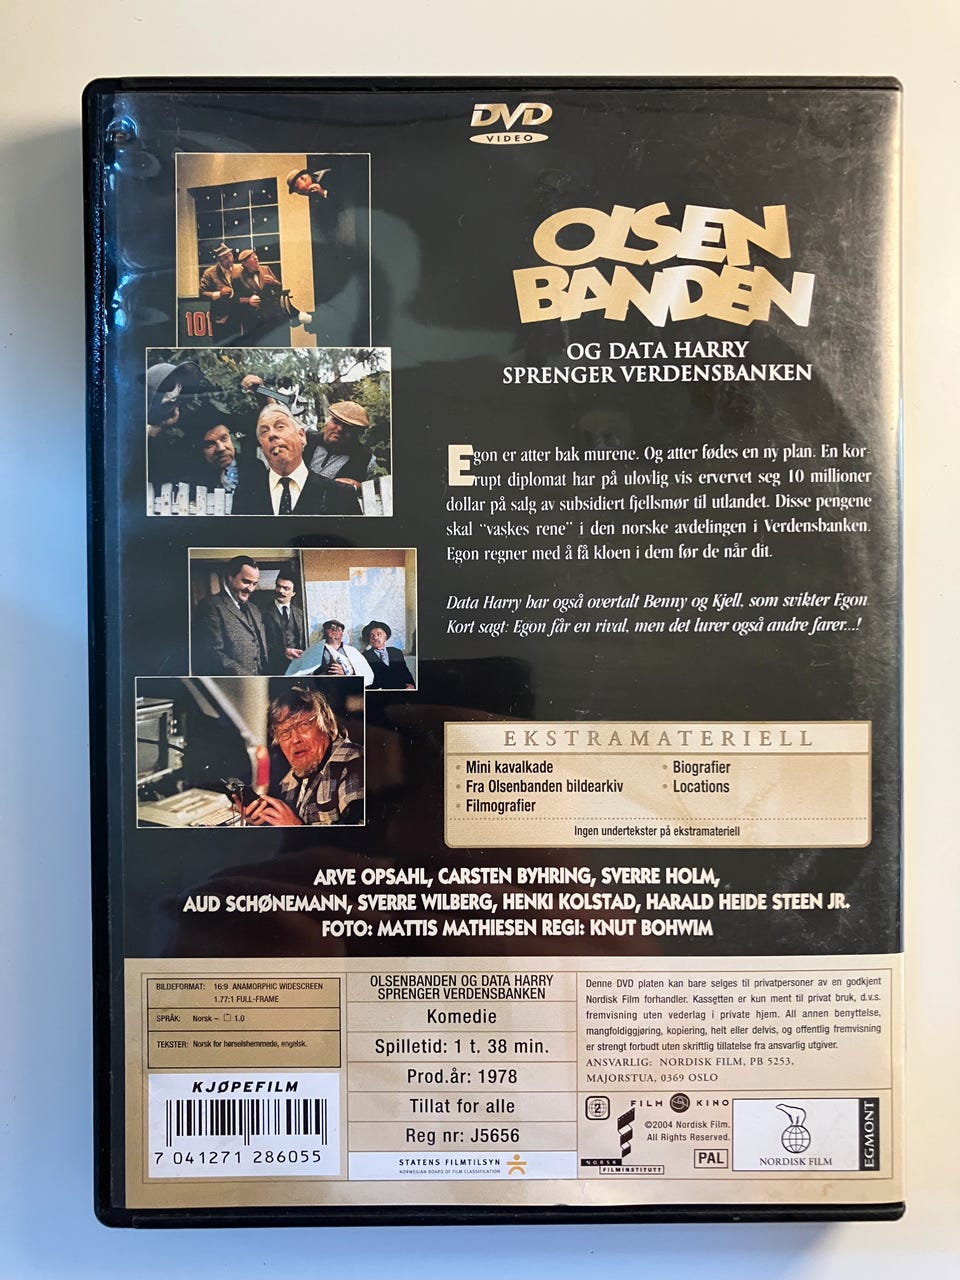 DVD
VIDEO
101
OLSEN
BANDEN
OG DATA HARRY
SPRENGER VERDENSBANKEN
Egon er atter bak murene. Og atter fødes en ny plan. En kor-
rupt diplomat har på ulovlig vis ervervet seg 10 millioner
dollar på salg av subsidiert fjellsmør til utlandet. Disse pengene
skal "vaskes rene" i den norske avdelingen i Verdensbanken.
Egon regner med å få kloen i dem før de når dit.
Data Harry har også overtalt Benny og Kjell, som svikter Egon.
Kort sagt: Egon får en rival, men det lurer også andre farer...!
EKSTRAMATERIELL
• Mini kavalkade
• Fra Olsenbanden bildearkiv
• Filmografier
• Biografier
• Locations
Ingen undertekster på ekstramateriell
ARVE OPSAHL, CARSTEN BYHRING, SVERRE HOLM,
AUD SCHØNEMANN, SVERRE WILBERG, HENKI KOLSTAD, HARALD HEIDE STEEN JR.
FOTO: MATTIS MATHIESEN REGI: KNUT BOHWIM
BILDEFORMAT: 16:9 ANAMORPHIC WIDESCREEN
1.77:1 FULL-FRAME
SPRÅK: Norsk – 1.0
TEKSTER: Norsk for hørselshemmede, engelsk.
KJØPEFILM
7 041271 286055
OLSENBANDEN OG DATA HARRY
SPRENGER VERDENSBANKEN
Komedie
Spilletid: 1 t. 38 min.
Prod.år: 1978
Tillat for alle
Reg nr: J5656
STATENS FILMTILSYN
NORWEGIAN BOARD OF FILM CLASSIFICATION
Denne DVD platen kan bare selges til privatpersoner av en godkjent
Nordisk Film forhandler. Kassetten er kun ment til privat bruk, d.v.s.
fremvisning uten vederlag i private hjem. All annen benyttelse,
mangfoldiggjøring, kopiering, helt eller delvis, og offentlig fremvisning
er strengt forbudt uten skriftlig tillatelse fra ansvarlig utgiver.
ANSVARLIG: NORDISK FILM, PB 5253,
MAJORSTUA, 0369 OSLO
2
FILM KINO
©2004 Nordisk Film.
All Rights Reserved.
NORSK
FILMINSTITUTT
PAL
NORDISK FILM
EGMONT